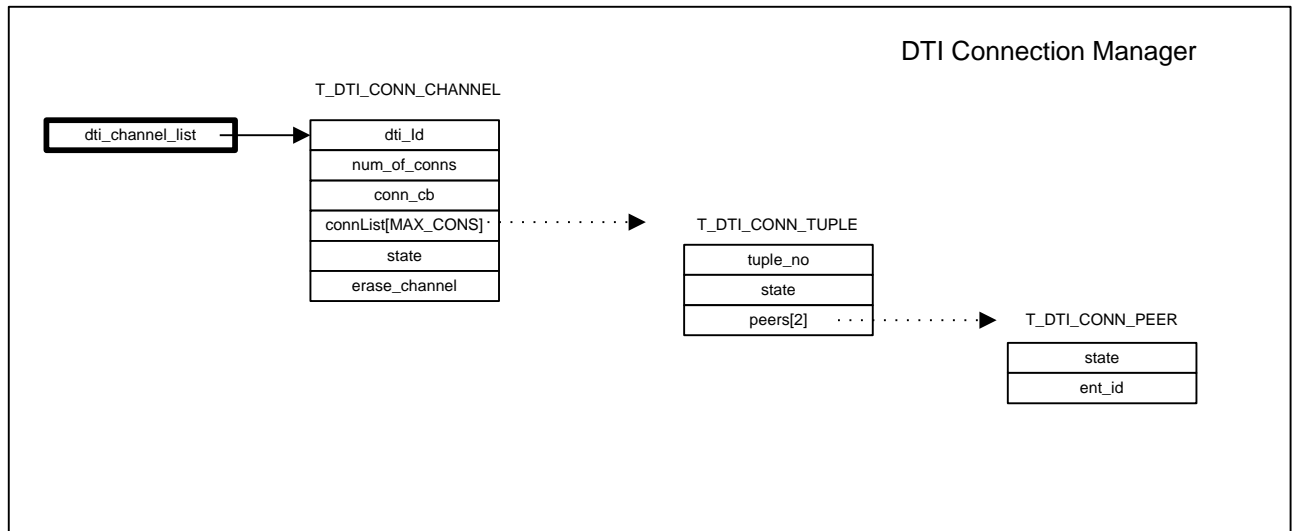 DTI Connection Manager
T_DTI_CONN_CHANNEL
dti_channel_list
dti_Id
num_of_conns
conn_cb
connList[MAX_CONS]
state
erase_channel
T_DTI_CONN_TUPLE
tuple_no
state
peers[2]
T_DTI_CONN_PEER
state
ent_id